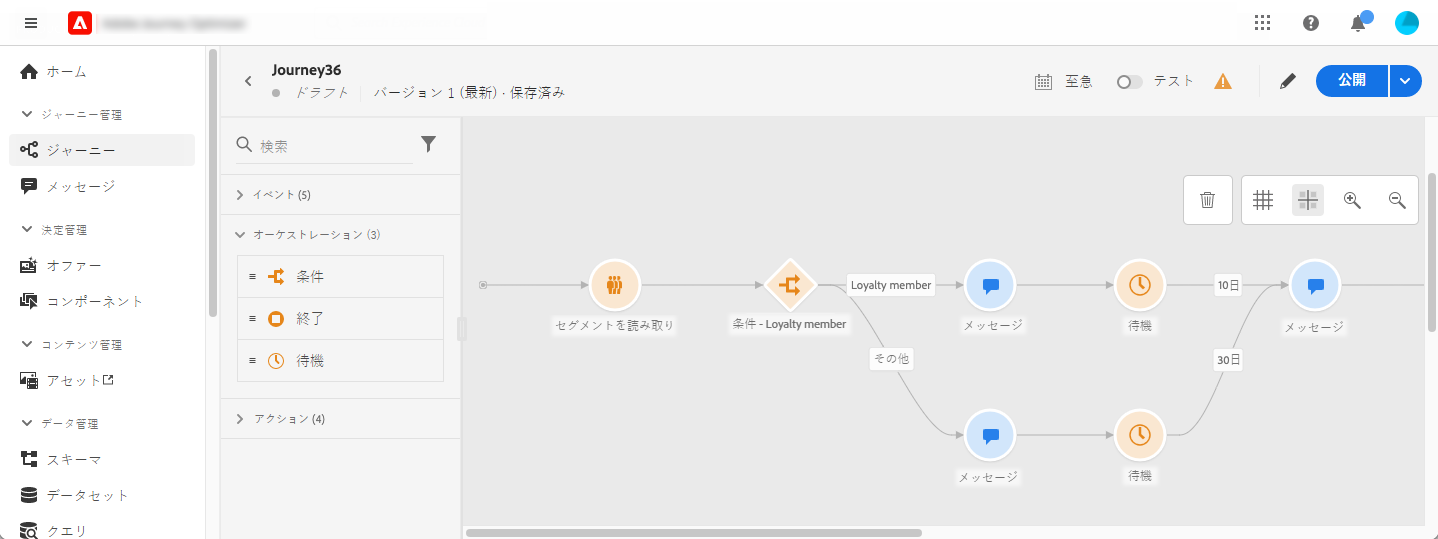 ホーム
ジャーニー管理
ジャーニー
メッセージ
決定管理
オファー
コンポーネント
コンテンツ管理
アセット
データ管理
スキーマ
データセット
クエリ
Journey36
ドラフト
バージョン 1 (最新) · 保存済み
至急
テスト
公開
検索
イベント (5)
オーケストレーション (3)
条件
終了
待機
アクション (4)
セグメントを読み取り
条件 - Loyalty member
Loyalty member
メッセージ
待機
10日
メッセージ
その他
30日
メッセージ
待機